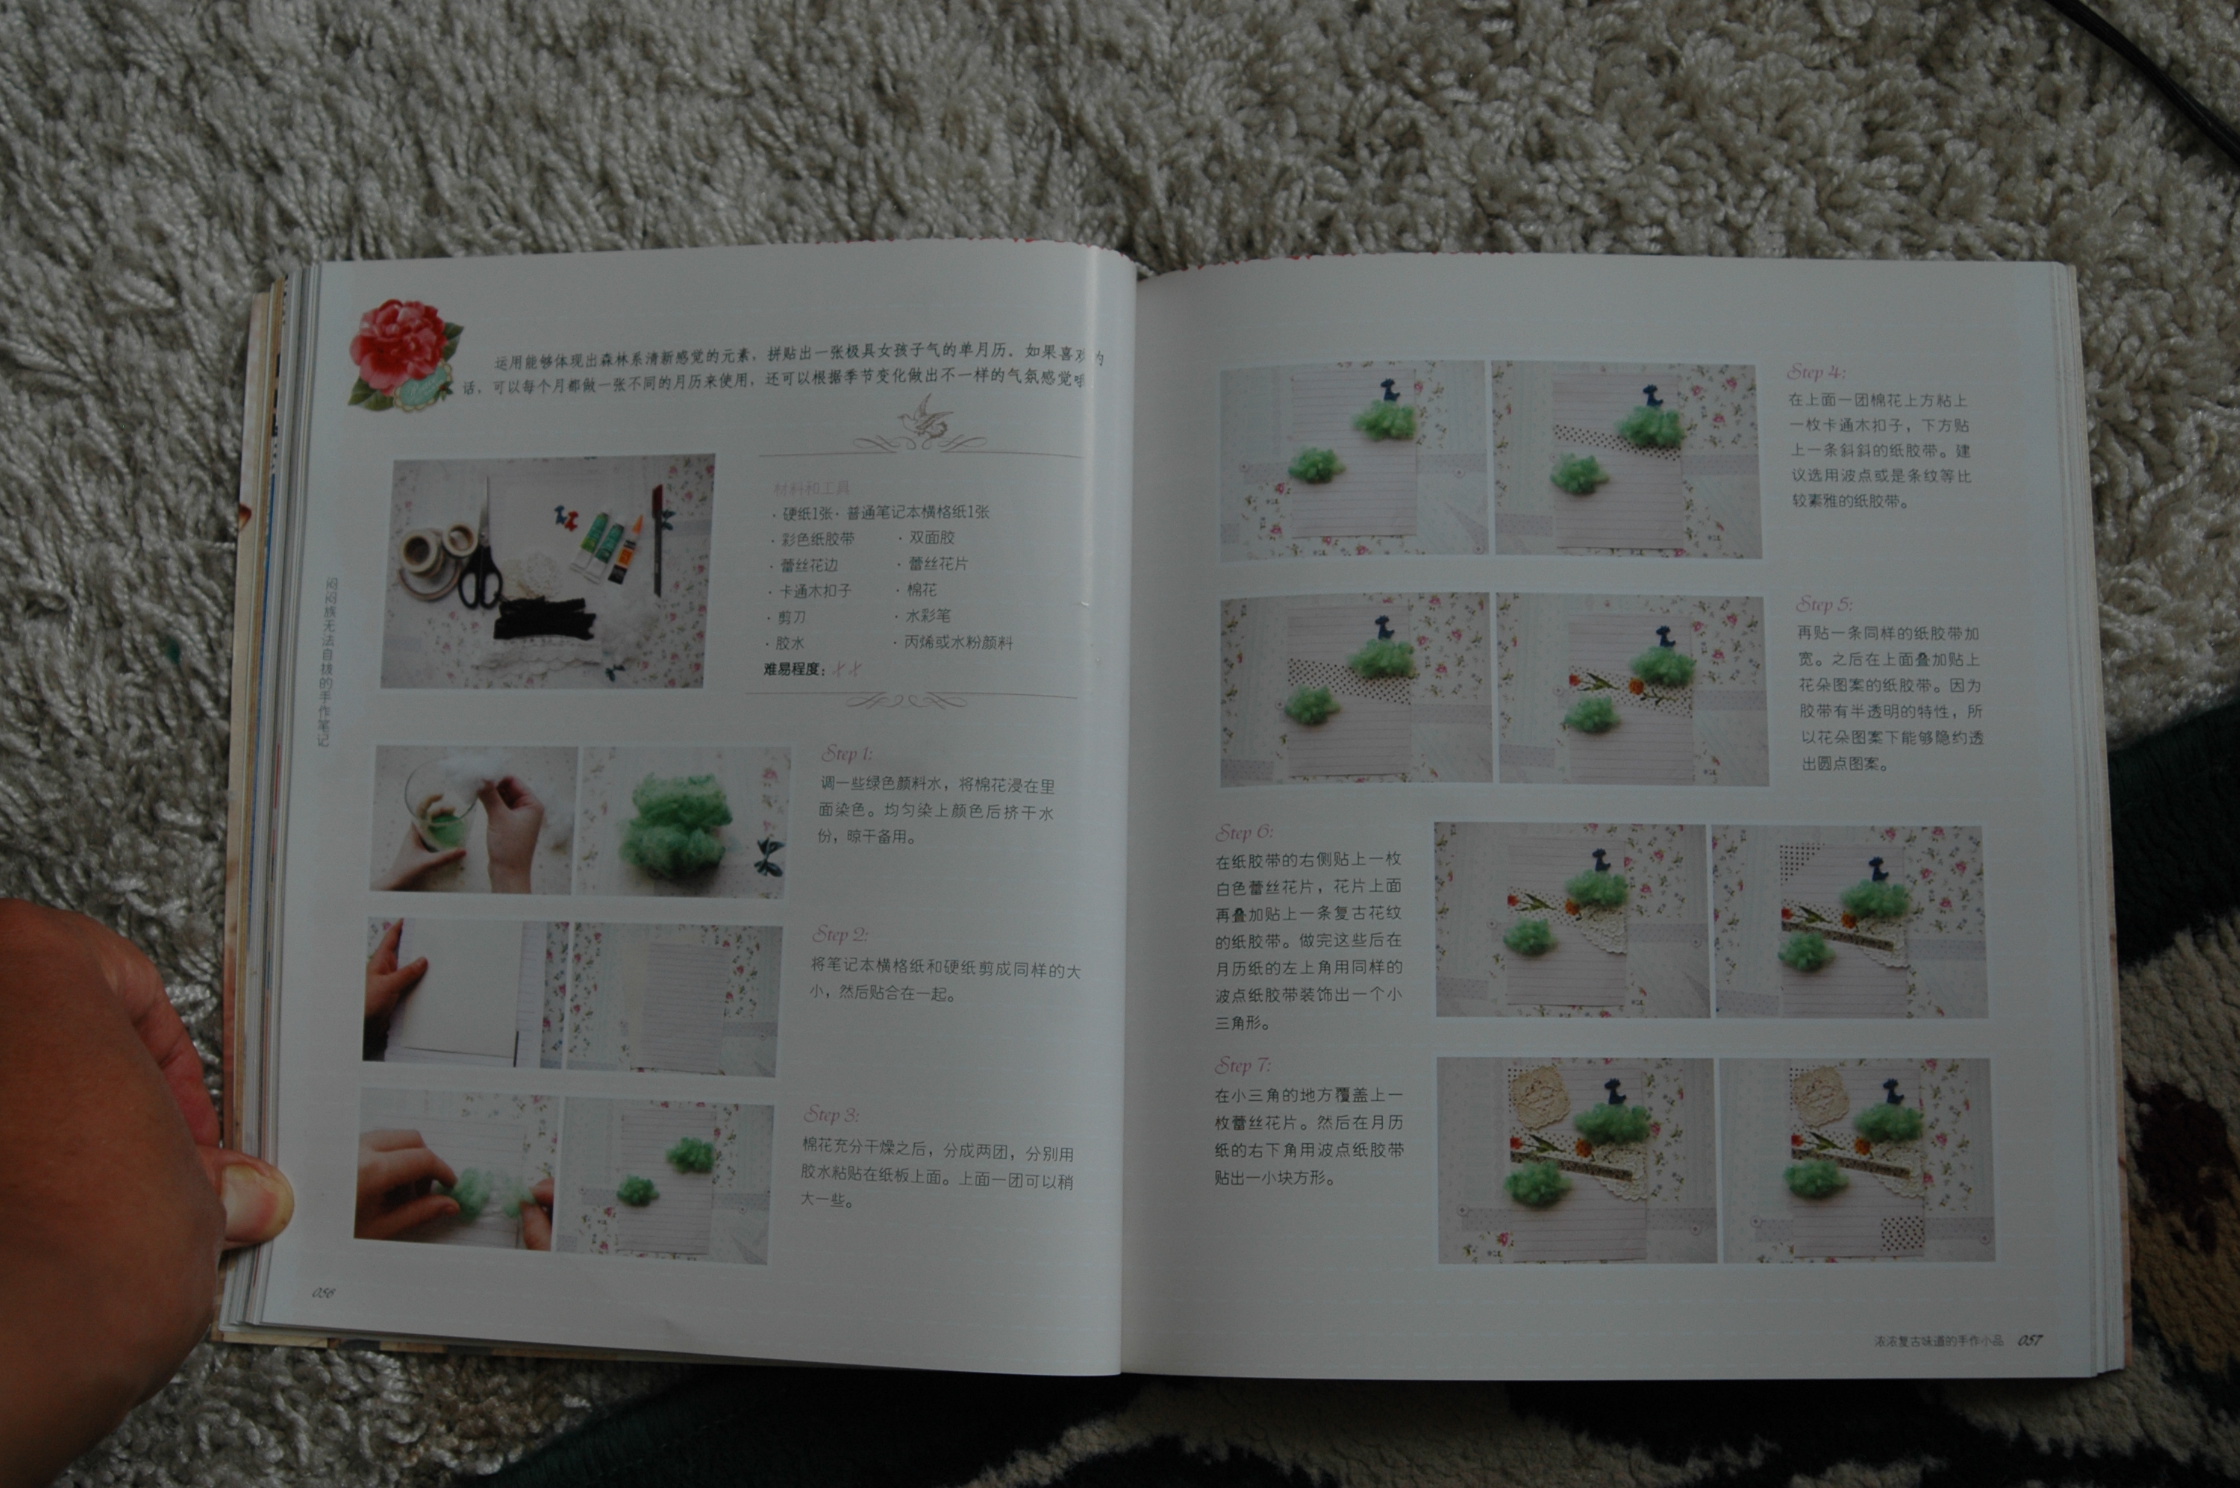 运用能够体现出森林系清新感觉的元素，拼贴出一张极具女孩子气的单月历。如果喜欢的
话，可以每个月都做一张不同的月历来使用，还可以根据季节变化做出不一样的气氛感觉哦
材料和工具
·硬纸1张·普通笔记本横格纸1张
·彩色纸胶带 ·双面胶
·蕾丝花边 ·蕾丝花片
·卡通木扣子 ·棉花
·剪刀 ·水彩笔
·胶水 ·丙烯或水粉颜料
难易程度：
闷闷族无法自拔的手作笔记
Step 1:
调一些绿色颜料水，将棉花浸在里
面染色。均匀染上颜色后挤干水
份，晾干备用。
Step 2:
将笔记本横格纸和硬纸剪成同样的大
小，然后贴合在一起。
Step 3:
棉花充分干燥之后，分成两团，分别用
胶水粘贴在纸板上面。上面一团可以稍
大一些。
056
Step 4:
在上面一团棉花上方粘上
一枚卡通木扣子，下方贴
上一条斜斜的纸胶带。建
议选用波点或是条纹等比
较素雅的纸胶带。
Step 5:
再贴一条同样的纸胶带加
宽。之后在上面叠加贴上
花朵图案的纸胶带。因为
胶带有半透明的特性，所
以花朵图案下能够隐约透
出圆点图案。
Step 6:
在纸胶带的右侧贴上一枚
白色蕾丝花片，花片上面
再叠加贴上一条复古花纹
的纸胶带。做完这些后在
月历纸的左上角用同样的
波点纸胶带装饰出一个小
三角形。
Step 7:
在小三角的地方覆盖上一
枚蕾丝花片。然后在月历
纸的右下角用波点纸胶带
贴出一小块方形。
浓浓复古味道的手作小品 057